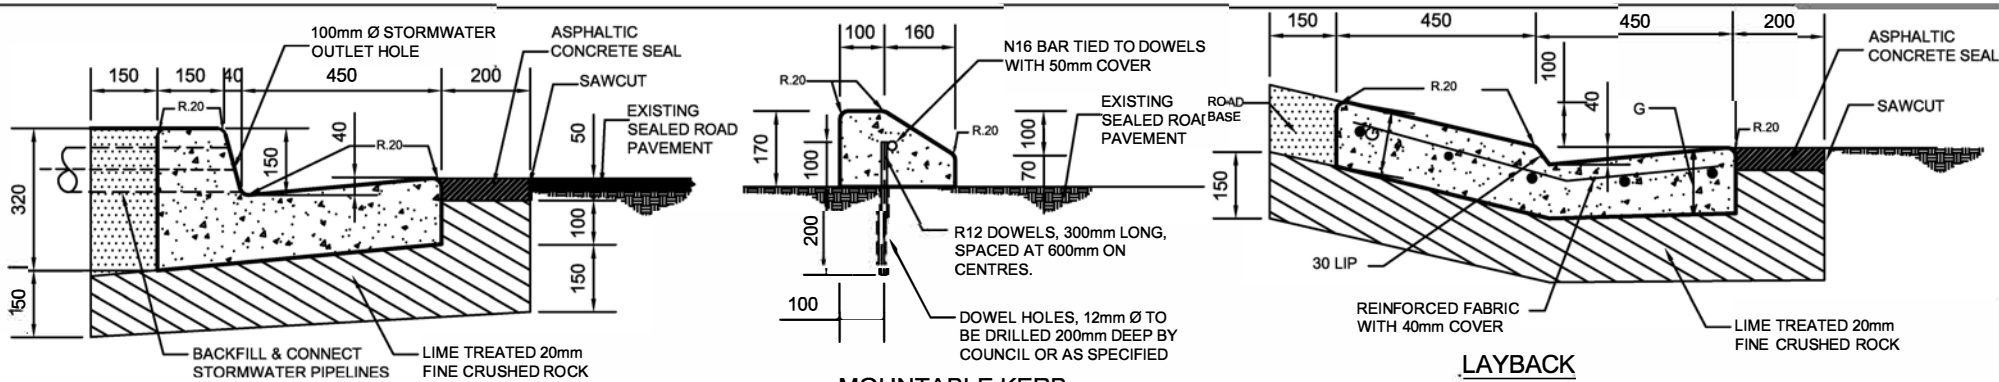 100mm Ø STORMWATER
OUTLET HOLE
ASPHALTIC
CONCRETE SEAL
SAWCUT
EXISTING
SEALED ROAD
PAVEMENT
150
150
40
450
200
R.20
40
R.20
150
50
320
100
150
150
BACKFILL & CONNECT
STORMWATER PIPELINES
LIME TREATED 20mm
FINE CRUSHED ROCK
100
160
N16 BAR TIED TO DOWELS
WITH 50mm COVER
R.20
EXISTING
SEALED ROAD
PAVEMENT
R.20
170
100
100
70
200
R12 DOWELS, 300mm LONG,
SPACED AT 600mm ON
CENTRES.
100
DOWEL HOLES, 12mm Ø TO
BE DRILLED 200mm DEEP BY
COUNCIL OR AS SPECIFIED
MOUNTABLE KERB
150
450
450
200
ASPHALTIC
CONCRETE SEAL
SAWCUT
100
R.20
40
G
ROAD
BASE
R.20
G
150
30 LIP
REINFORCED FABRIC
WITH 40mm COVER
LIME TREATED 20mm
FINE CRUSHED ROCK
LAYBACK